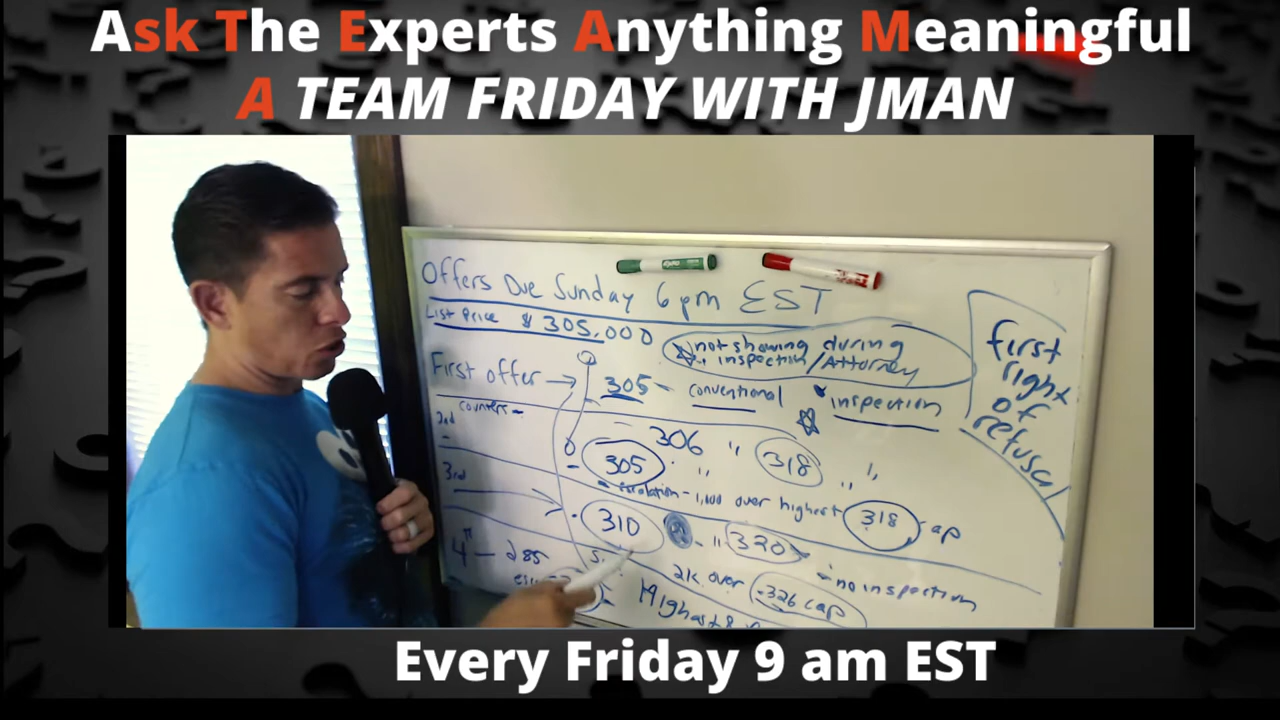 Ask The Experts Anything Meaningful
A TEAM FRIDAY WITH JMAN
Offers Due Sunday 6pm EST
List Price $305,000
not showing during
inspection/Attorney
first
right
of
refusal
First offer → 305 - conventional inspection
counters -
306 " 318 " "
305 "
3rd
escalation - 1,000 over highest 318 cap
310 - " 320 - no inspection
4th - 285
2k over 326 cap
Highest &
Every Friday 9 am EST